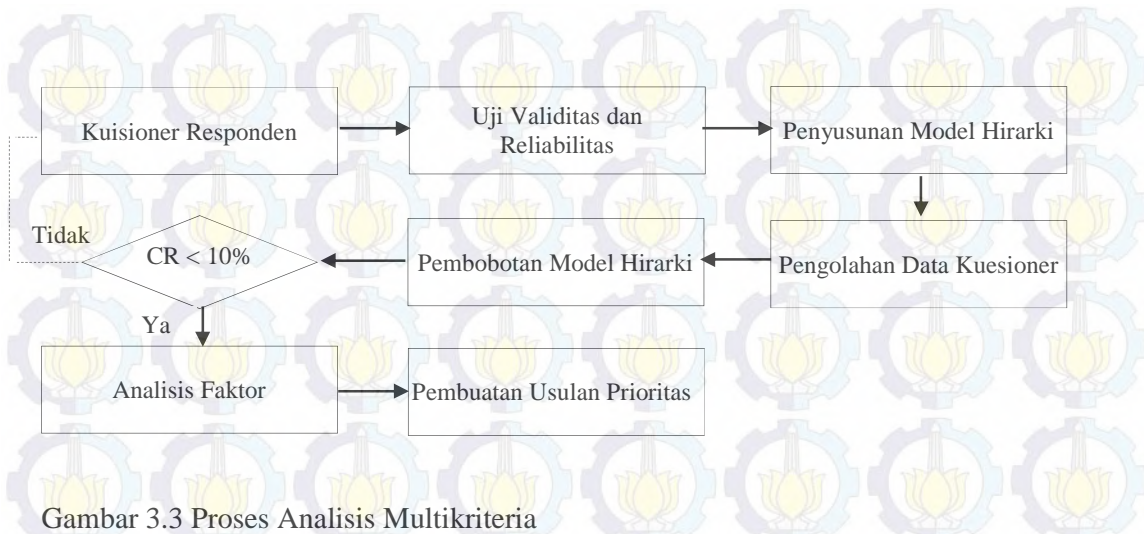 Kuisioner Responden
Uji Validitas dan
Reliabilitas
Penyusunan Model Hirarki
Tidak
CR < 10%
Pembobotan Model Hirarki
Pengolahan Data Kuesioner
Ya
Analisis Faktor
Pembuatan Usulan Prioritas
Gambar 3.3 Proses Analisis Multikriteria